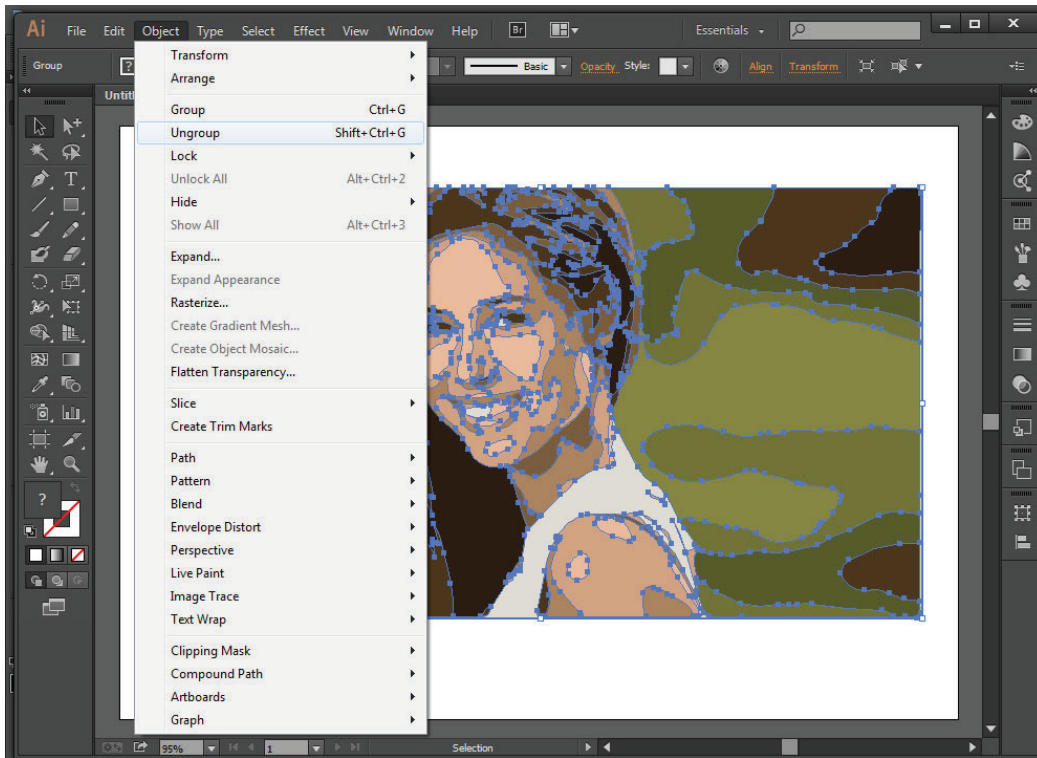 Ai File Edit Object Type Select Effect View Window Help Br Essentials
Group ? Basic Opacity Style: Align Transform
Untitl
Transform
Arrange
Group Ctrl+G
Ungroup Shift+Ctrl+G
Lock
Unlock All Alt+Ctrl+2
Hide
Show All Alt+Ctrl+3
Expand...
Expand Appearance
Rasterize...
Create Gradient Mesh...
Create Object Mosaic...
Flatten Transparency...
Slice
Create Trim Marks
Path
Pattern
Blend
Envelope Distort
Perspective
Live Paint
Image Trace
Text Wrap
Clipping Mask
Compound Path
Artboards
Graph
T
?
95% 1 Selection